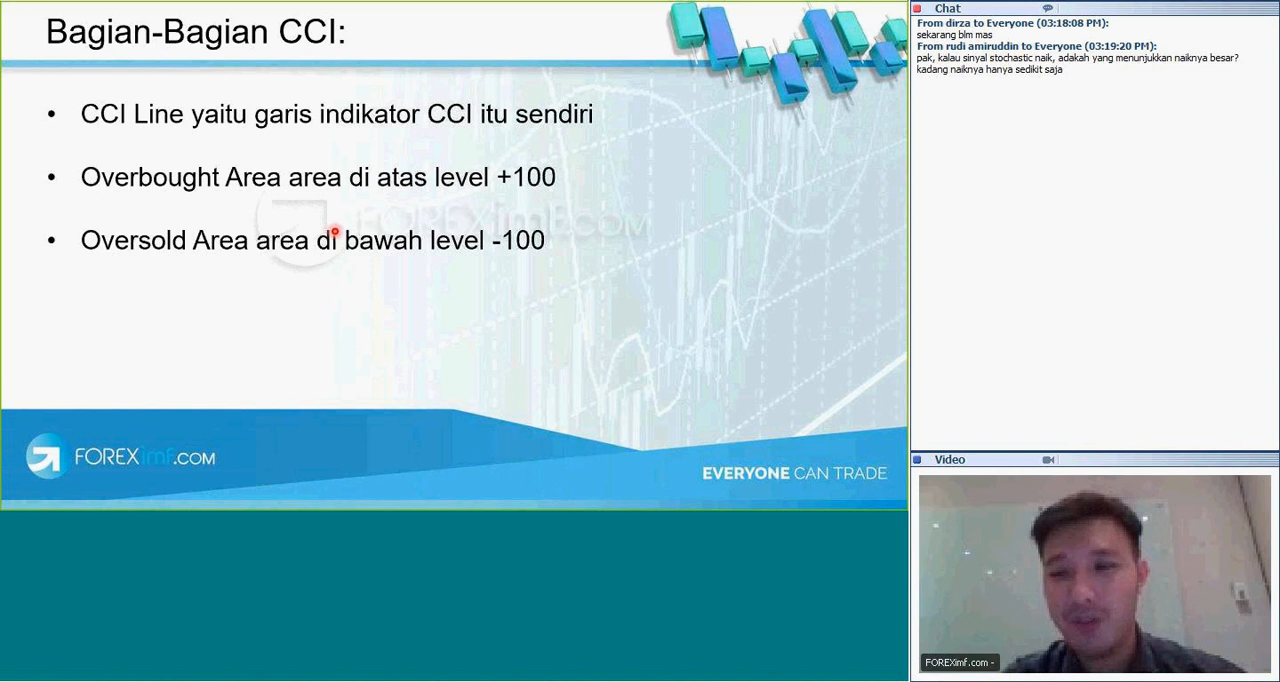 Bagian-Bagian CCI:
• CCI Line yaitu garis indikator CCI itu sendiri
• Overbought Area area di atas level +100
• Oversold Area area di bawah level -100
FOREXimf.COM
FOREXimf.COM
EVERYONE CAN TRADE
Chat
From dirza to Everyone (03:18:08 PM):
sekarang blm mas
From rudi amiruddin to Everyone (03:19:20 PM):
pak, kalau sinyal stochastic naik, adakah yang menunjukkan naiknya besar?
kadang naiknya hanya sedikit saja
Video
FOREXimf.com -